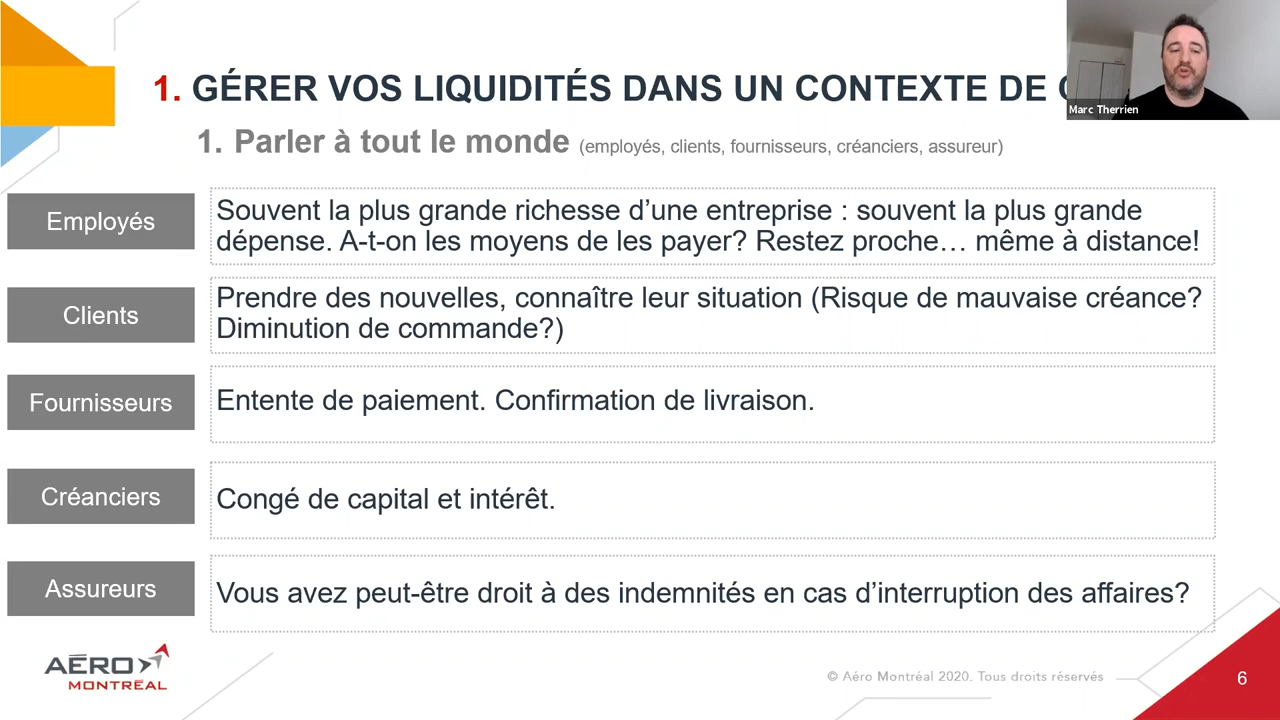 1. GÉRER VOS LIQUIDITÉS DANS UN CONTEXTE DE
Marc Therrien
1. Parler à tout le monde (employés, clients, fournisseurs, créanciers, assureur)
Employés
Souvent la plus grande richesse d’une entreprise : souvent la plus grande
dépense. A-t-on les moyens de les payer? Restez proche… même à distance!
Clients
Prendre des nouvelles, connaître leur situation (Risque de mauvaise créance?
Diminution de commande?)
Fournisseurs
Entente de paiement. Confirmation de livraison.
Créanciers
Congé de capital et intérêt.
Assureurs
Vous avez peut-être droit à des indemnités en cas d’interruption des affaires?
AÉRO
MONTRÉAL
© Aéro Montréal 2020. Tous droits réservés
6